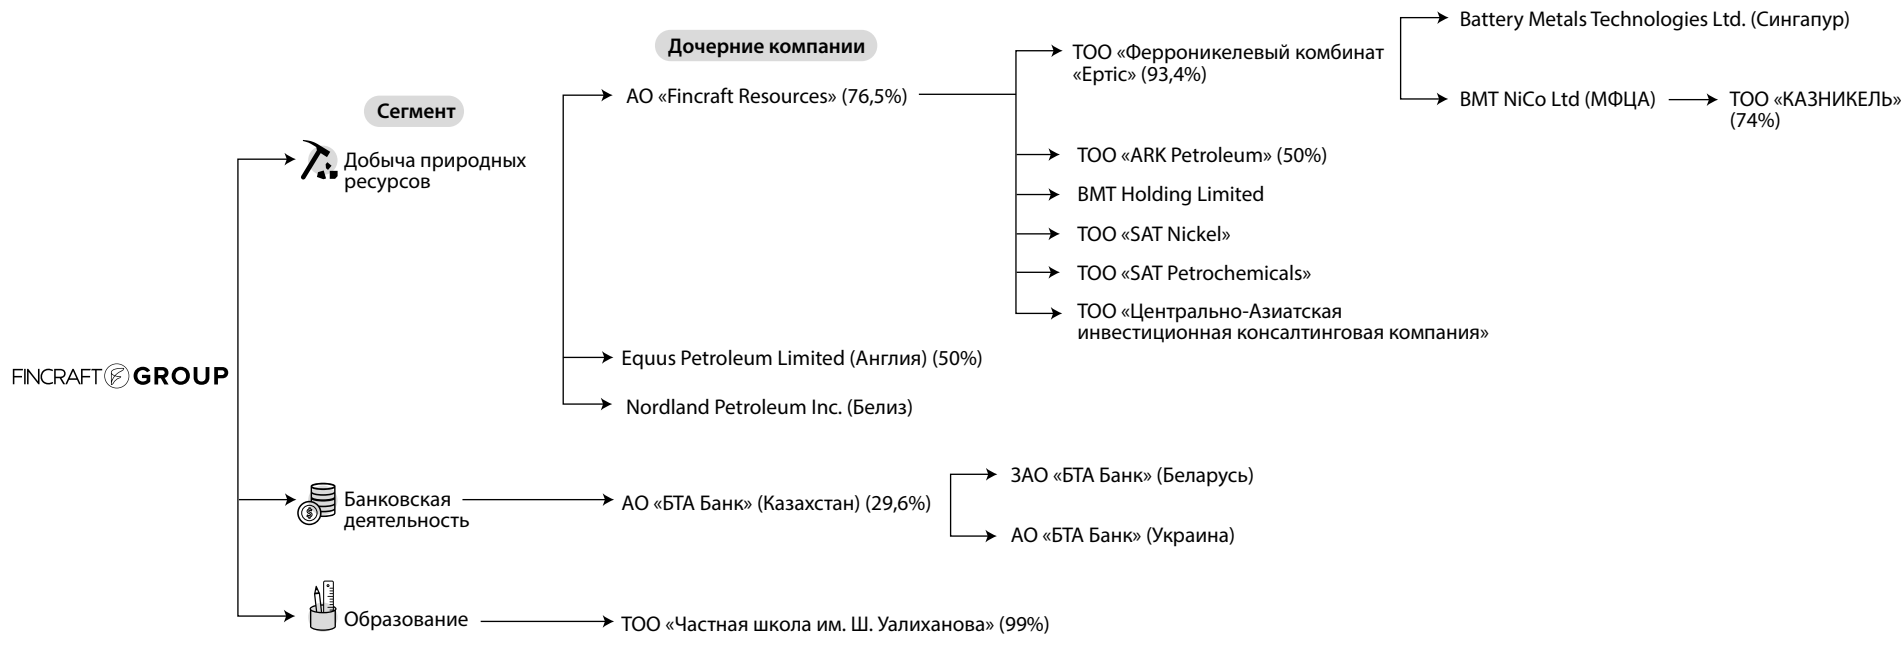 Battery Metals Technologies Ltd. (Сингапур)
Дочерние компании
ТОО «Ферроникелевый комбинат
«Ертіс» (93,4%)
АО «Fincraft Resources» (76,5%)
BMT NiCo Ltd (МФЦА)
ТОО «КАЗНИКЕЛЬ»
(74%)
Сегмент
Добыча природных
ресурсов
ТОО «ARK Petroleum» (50%)
BMT Holding Limited
ТОО «SAT Nickel»
ТОО «SAT Petrochemicals»
ТОО «Центрально-Азиатская
инвестиционная консалтинговая компания»
Equus Petroleum Limited (Англия) (50%)
FINCRAFT GROUP
Nordland Petroleum Inc. (Белиз)
Банковская
деятельность
АО «БТА Банк» (Казахстан) (29,6%)
ЗАО «БТА Банк» (Беларусь)
АО «БТА Банк» (Украина)
Образование
ТОО «Частная школа им. Ш. Уалиханова» (99%)